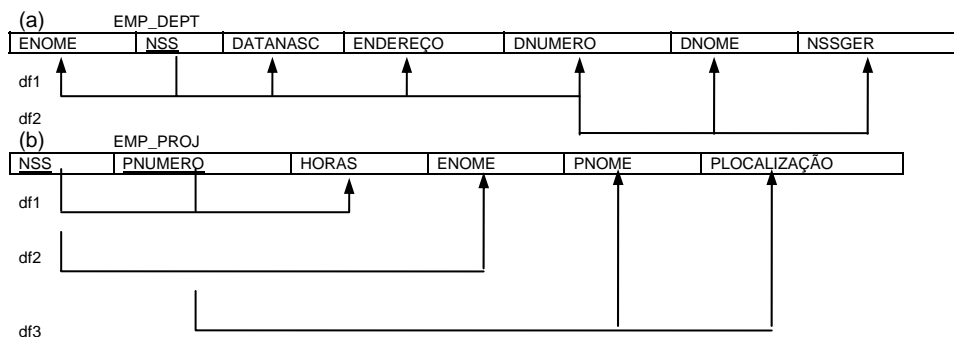 (a) EMP_DEPT
ENOME NSS DATANASC ENDEREÇO DNUMERO DNOME NSSGER
df1
df2
(b) EMP_PROJ
NSS PNUMERO HORAS ENOME PNOME PLOCALIZAÇÃO
df1
df2
df3